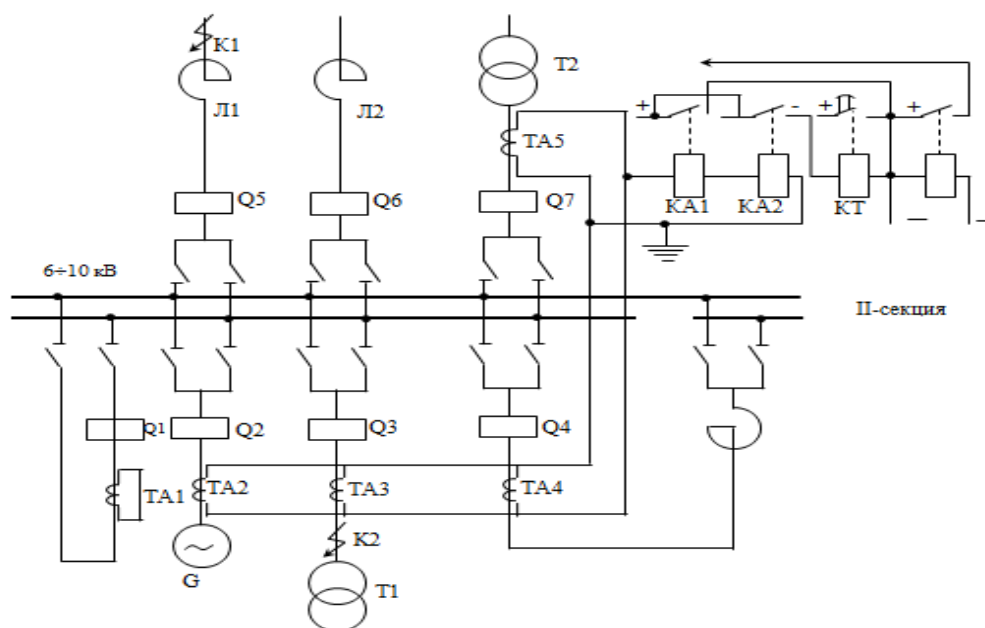 К1
Л1
Л2
Т2
ТА5
+
-
+
+
КА1
КА2
КТ
Q5
Q6
Q7
6÷10 кВ
II-секция
Q1
Q2
Q3
Q4
ТА1
ТА2
ТА3
ТА4
К2
G
Т1